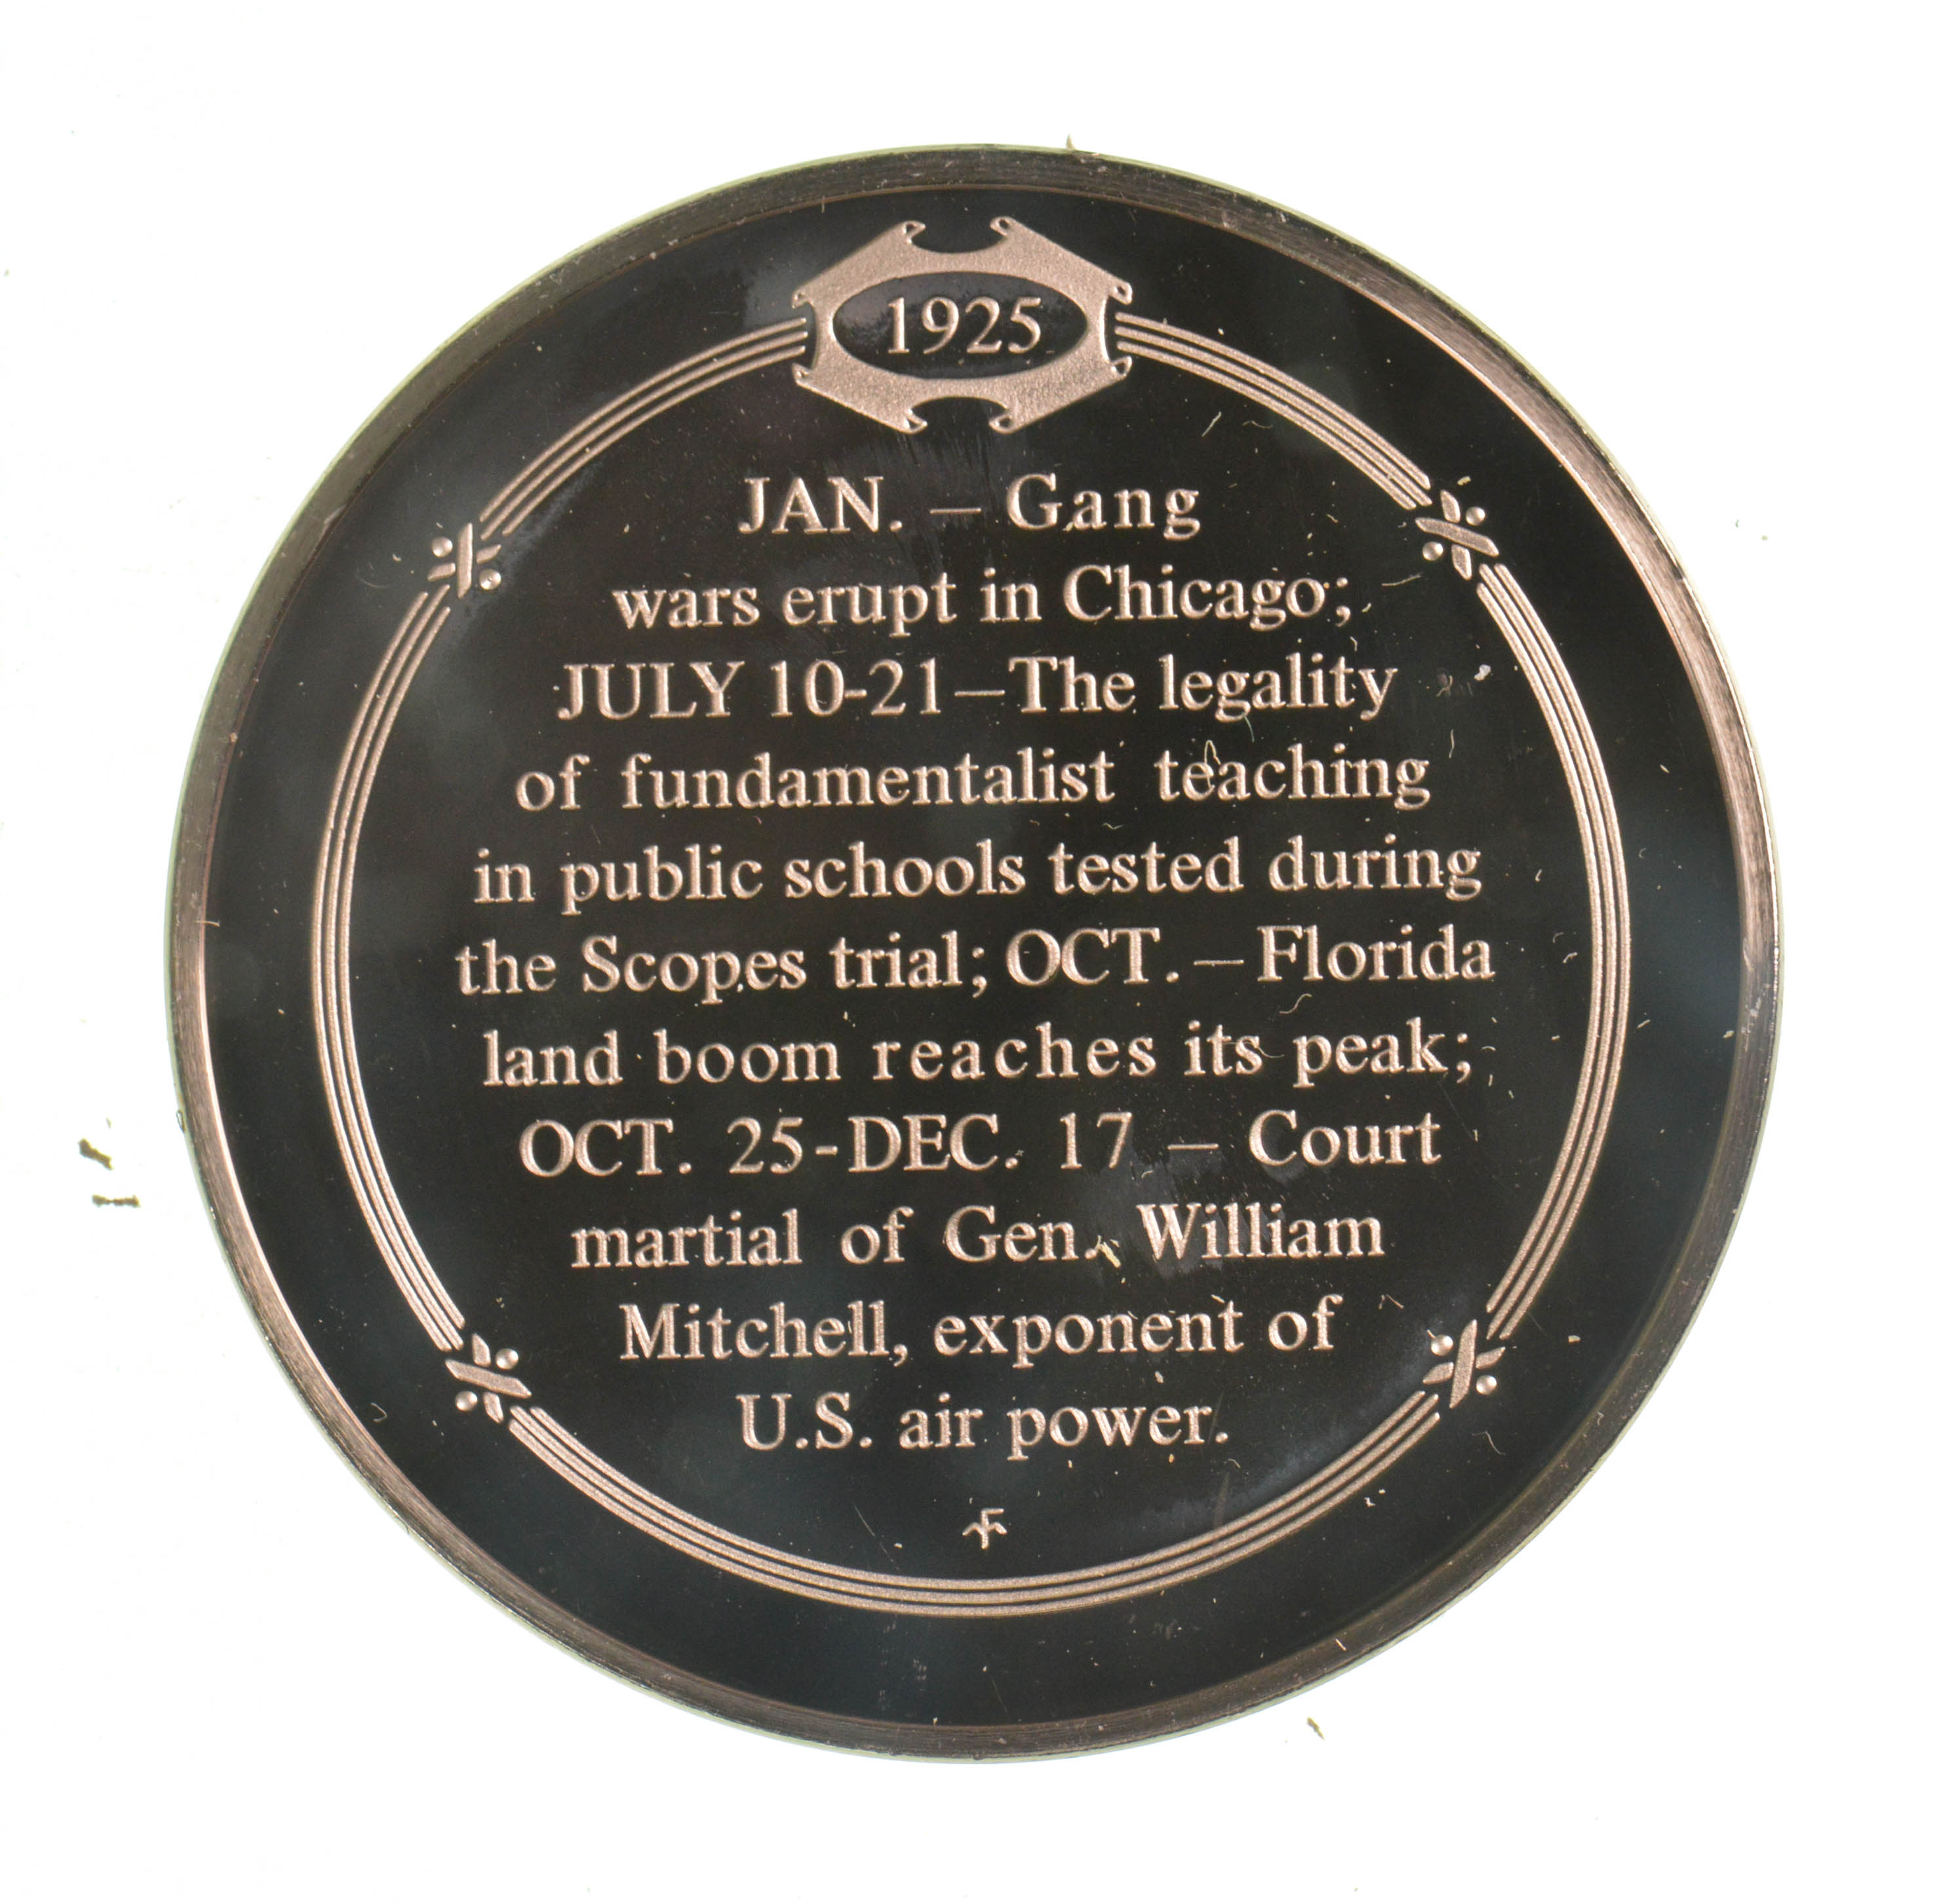 1925
JAN. – Gang
wars erupt in Chicago;
JULY 10-21–The legality
of fundamentalist teaching
in public schools tested during
the Scopes trial; OCT. – Florida
land boom reaches its peak;
OCT. 25-DEC. 17 – Court
martial of Gen. William
Mitchell, exponent of
U.S. air power.